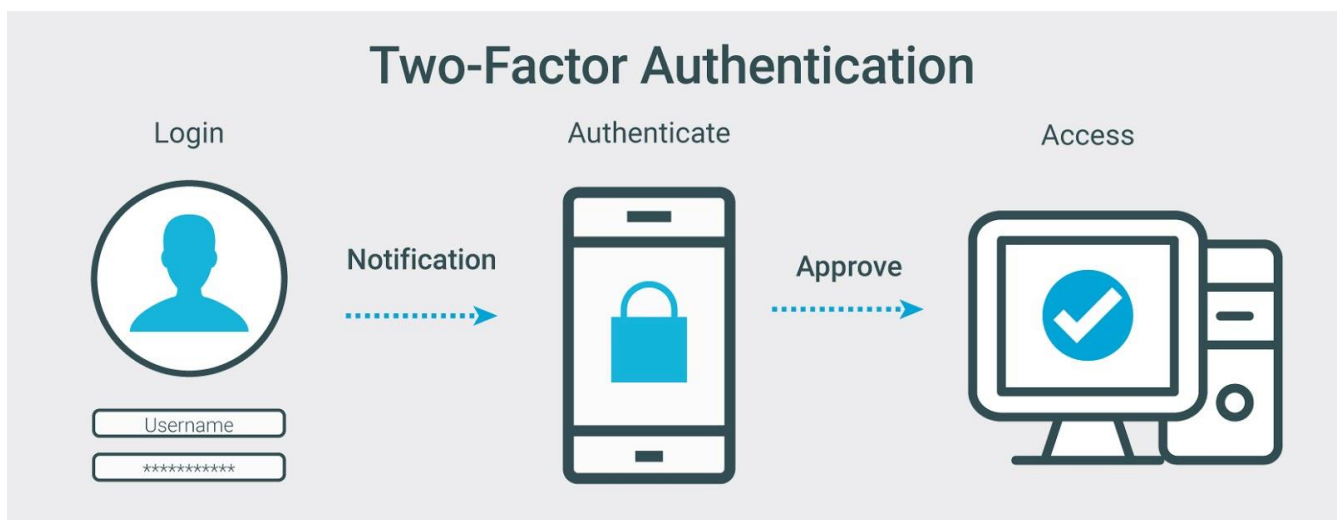 Two-Factor Authentication
Login
Authenticate
Access
Notification
Approve
Username
***********